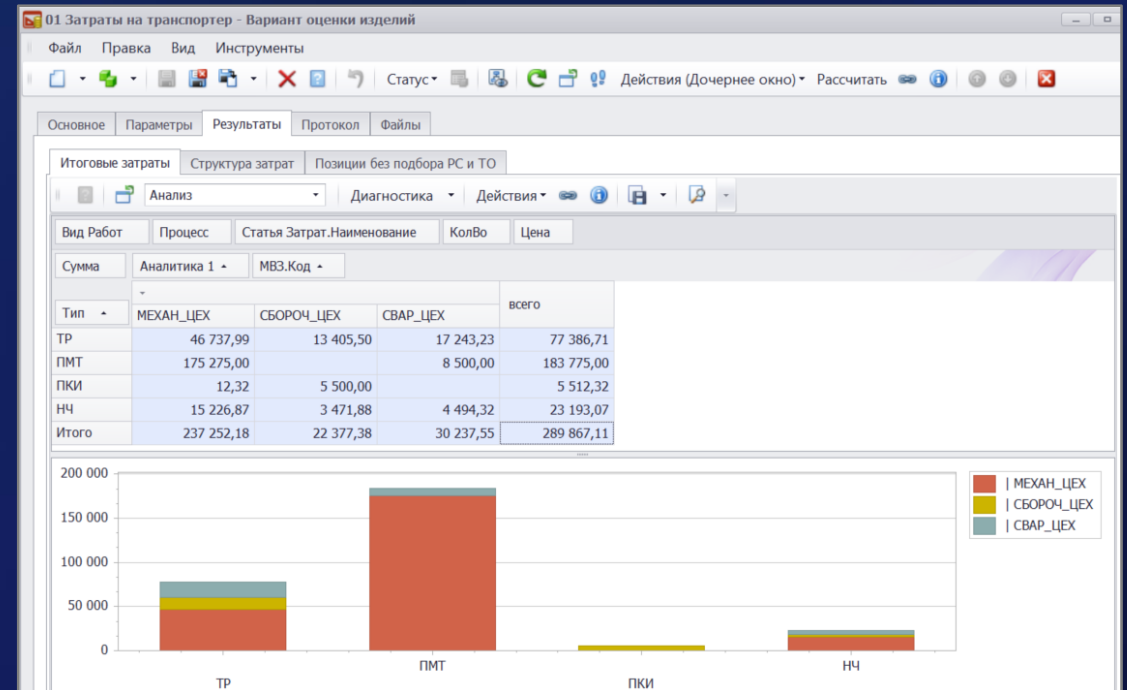 01 Затраты на транспортер - Вариант оценки изделий
Файл Правка Вид Инструменты
Статус Действия (Дочернее окно) Рассчитать
Основное Параметры Результаты Протокол Файлы
Итоговые затраты Структура затрат Позиции без подбора РС и ТО
Анализ Диагностика Действия
Вид Работ Процесс Статья Затрат.Наименование КолВо Цена
Сумма Аналитика 1 МВЗ.Код
-
Тип МЕХАН_ЦЕХ СБОРОЧ_ЦЕХ СВАР_ЦЕХ всего
ТР 46 737,99 13 405,50 17 243,23 77 386,71
ПМТ 175 275,00 8 500,00 183 775,00
ПКИ 12,32 5 500,00 5 512,32
НЧ 15 226,87 3 471,88 4 494,32 23 193,07
Итого 237 252,18 22 377,38 30 237,55 289 867,11
200 000
150 000
100 000
50 000
0
ТР
ПМТ
ПКИ
НЧ
| МЕХАН_ЦЕХ
| СБОРОЧ_ЦЕХ
| СВАР_ЦЕХ